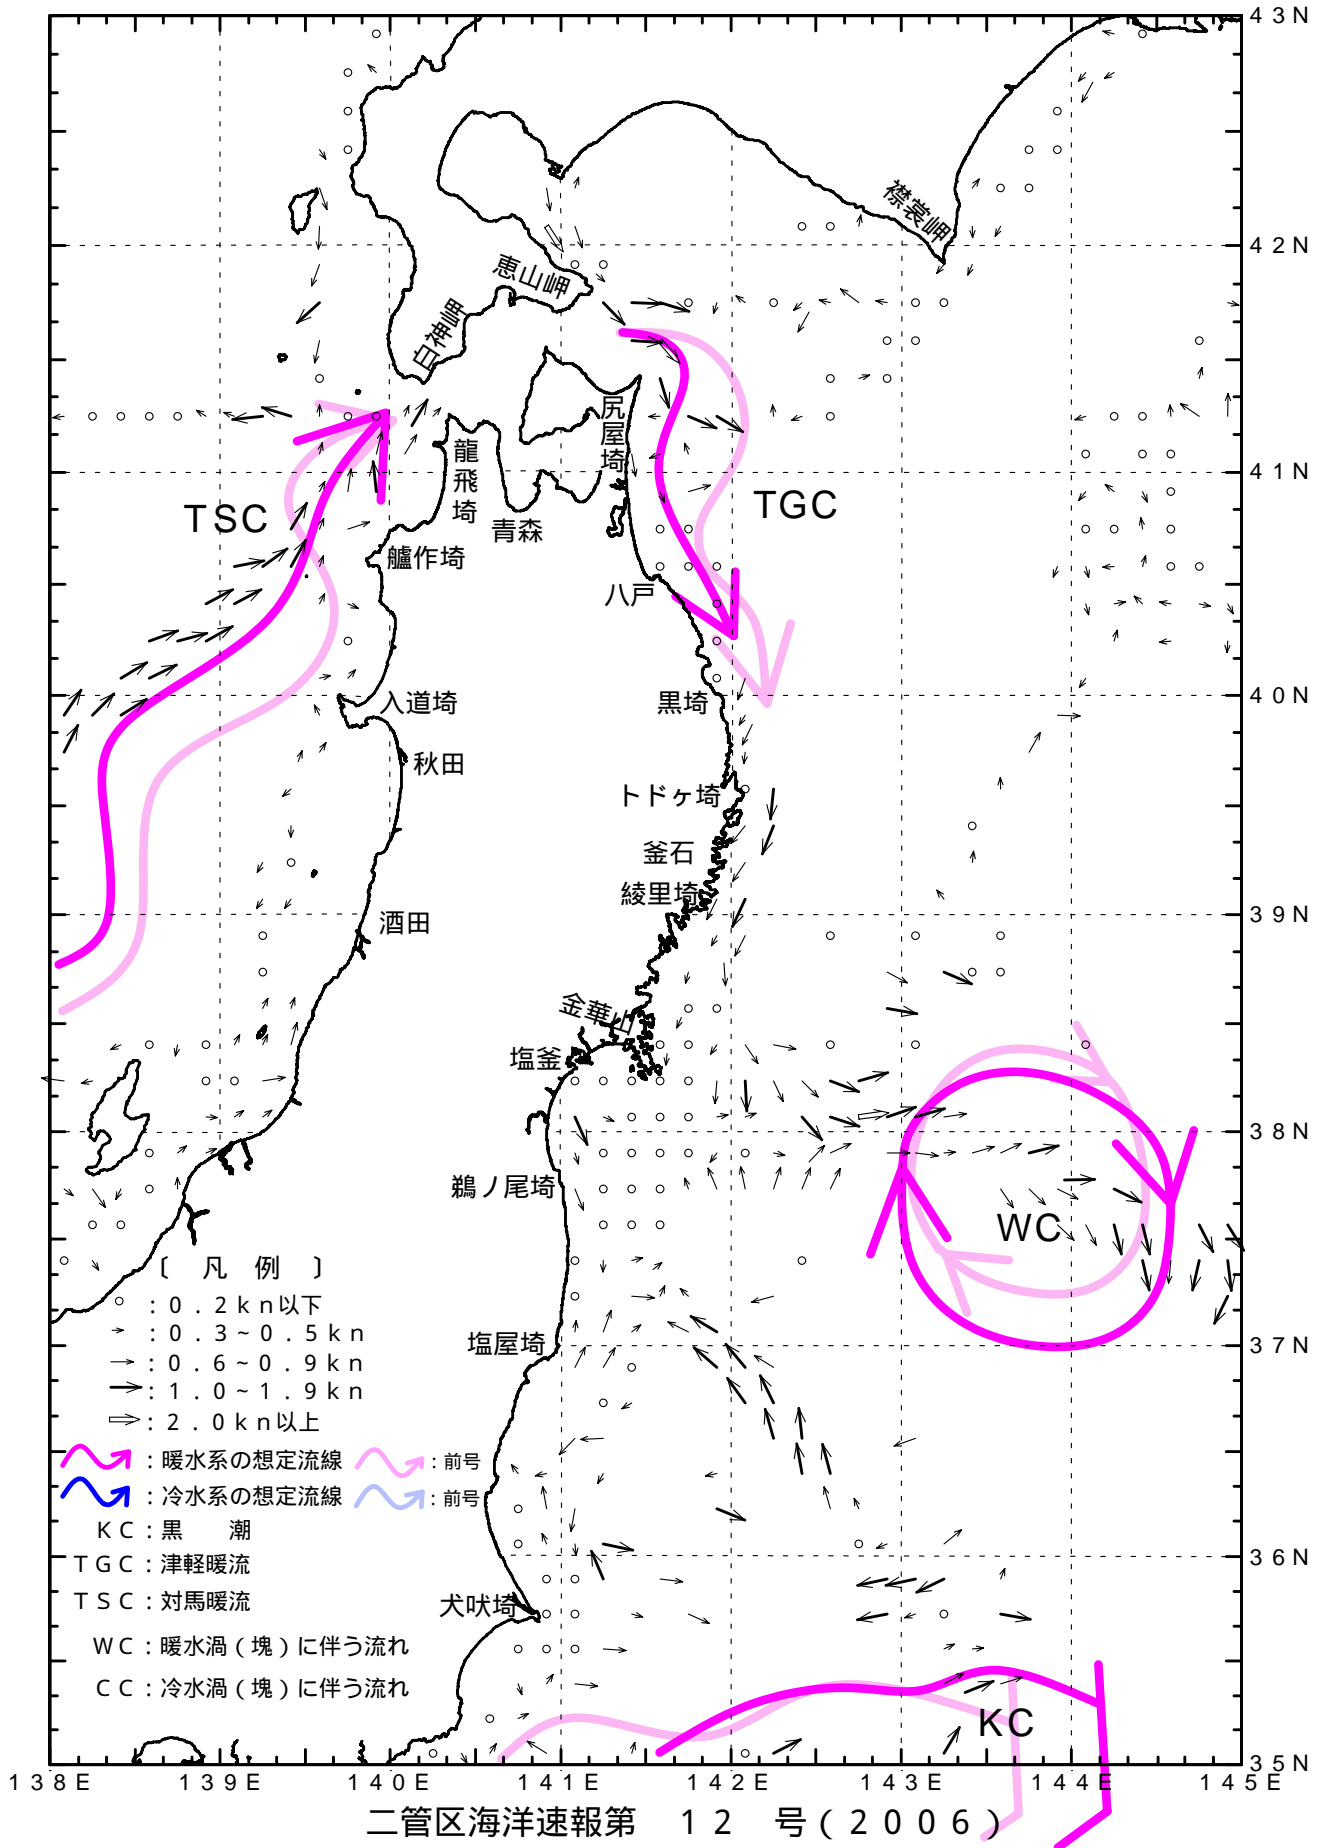 43N
襟裳岬
42N
恵山岬
白神岬
尻屋埼
龍飛埼
41N
TSC
TGC
青森
艫作埼
八戸
40N
入道埼
黒埼
秋田
トドヶ埼
釜石
綾里埼
39N
酒田
金華山
塩釜
38N
鵜ノ尾埼
WC
〔 凡 例 〕
:0.2kn以下
:0.3~0.5kn
塩屋埼
37N
:0.6~0.9kn
:1.0~1.9kn
:2.0kn以上
:暖水系の想定流線 :前号
:冷水系の想定流線 :前号
KC:黒 潮
36N
TGC:津軽暖流
TSC:対馬暖流
犬吠埼
WC:暖水渦(塊)に伴う流れ
CC:冷水渦(塊)に伴う流れ
KC
35N
138E 139E 140E 141E 142E 143E 144E 145E
二管区海洋速報第 12 号(2006)